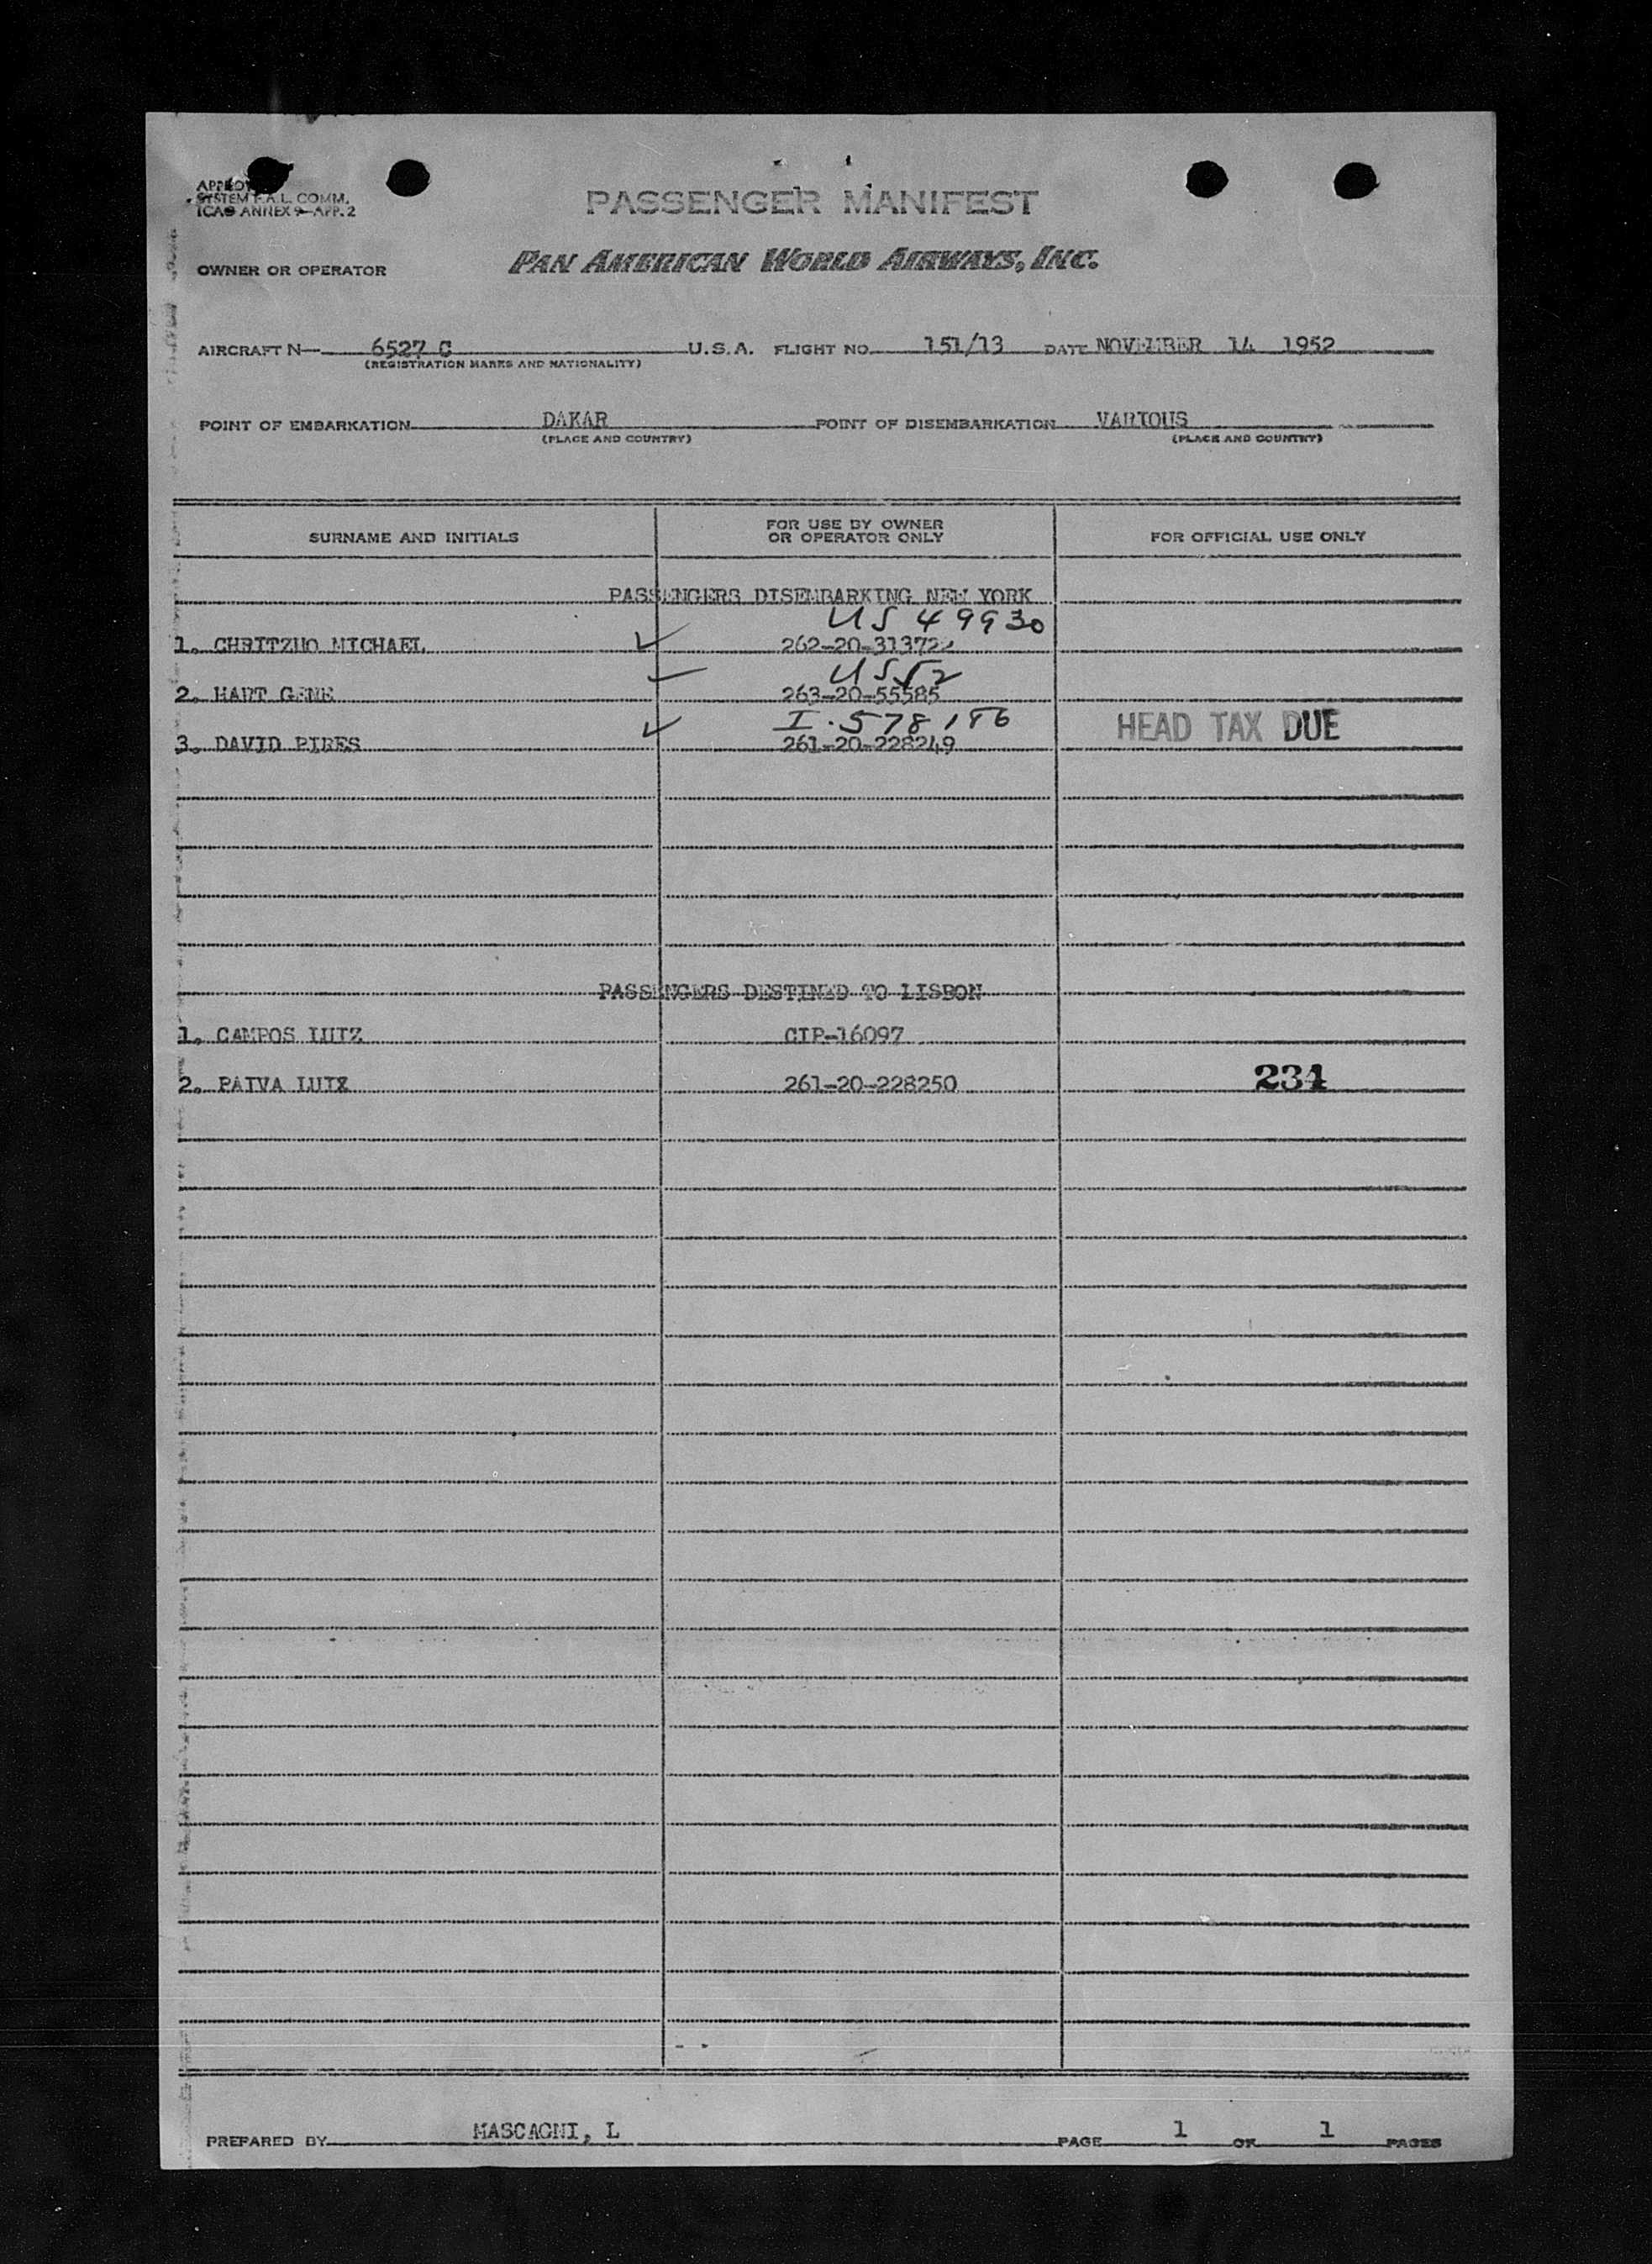 SYSTEM F.A.L. COMM.
ICAO ANNEX 9—APP. 2
PASSENGER MANIFEST
OWNER OR OPERATOR PAN AMERICAN WORLD AIRWAYS, INC.
AIRCRAFT N— 6527 C U.S.A. FLIGHT NO. 151/13 DATE NOVEMBER 14 1952
(REGISTRATION MARKS AND NATIONALITY)
POINT OF EMBARKATION DAKAR POINT OF DISEMBARKATION VARIOUS
(PLACE AND COUNTRY) (PLACE AND COUNTRY)
SURNAME AND INITIALS FOR USE BY OWNER OR OPERATOR ONLY FOR OFFICIAL USE ONLY
PASSENGERS DISEMBARKING NEW YORK
US 49930
1. CHRITZHO MICHAEL 262-20-313722
US 52
2. HART GENE 263-20-55585
I. 578186 HEAD TAX DUE
3. DAVID PIRES 261-20-228249
PASSENGERS DESTINED TO LISBON
1. CAMPOS LUIZ CIP-16097
2. PAIVA LUIZ 261-20-228250 234
PREPARED BY MASCAGNI, L PAGE 1 OF 1 PAGES